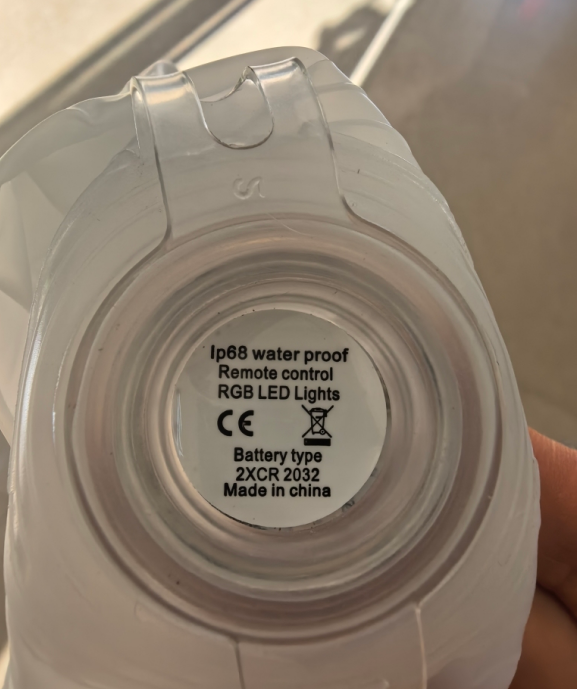 S
Ip68 water proof
Remote control
RGB LED Lights
CE
Battery type
2XCR 2032
Made in china